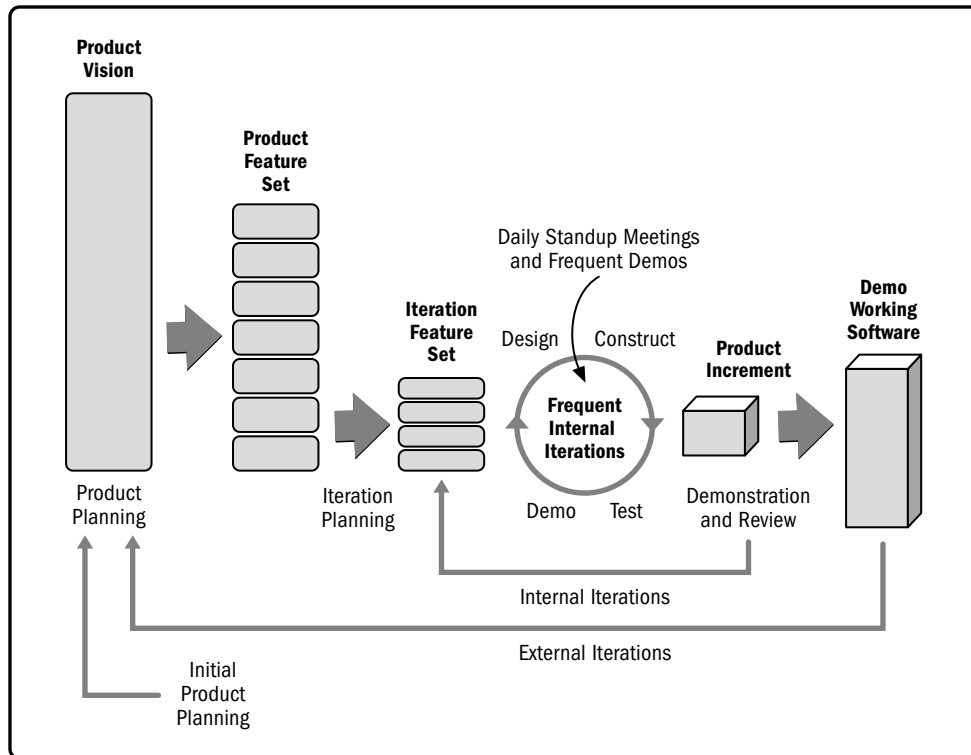 Product
Vision
Product
Feature
Set
Daily Standup Meetings
and Frequent Demos
Iteration
Feature
Set
Demo
Working
Software
Design
Construct
Product
Increment
Frequent
Internal
Iterations
Product
Planning
Iteration
Planning
Demo
Test
Demonstration
and Review
Internal Iterations
External Iterations
Initial
Product
Planning